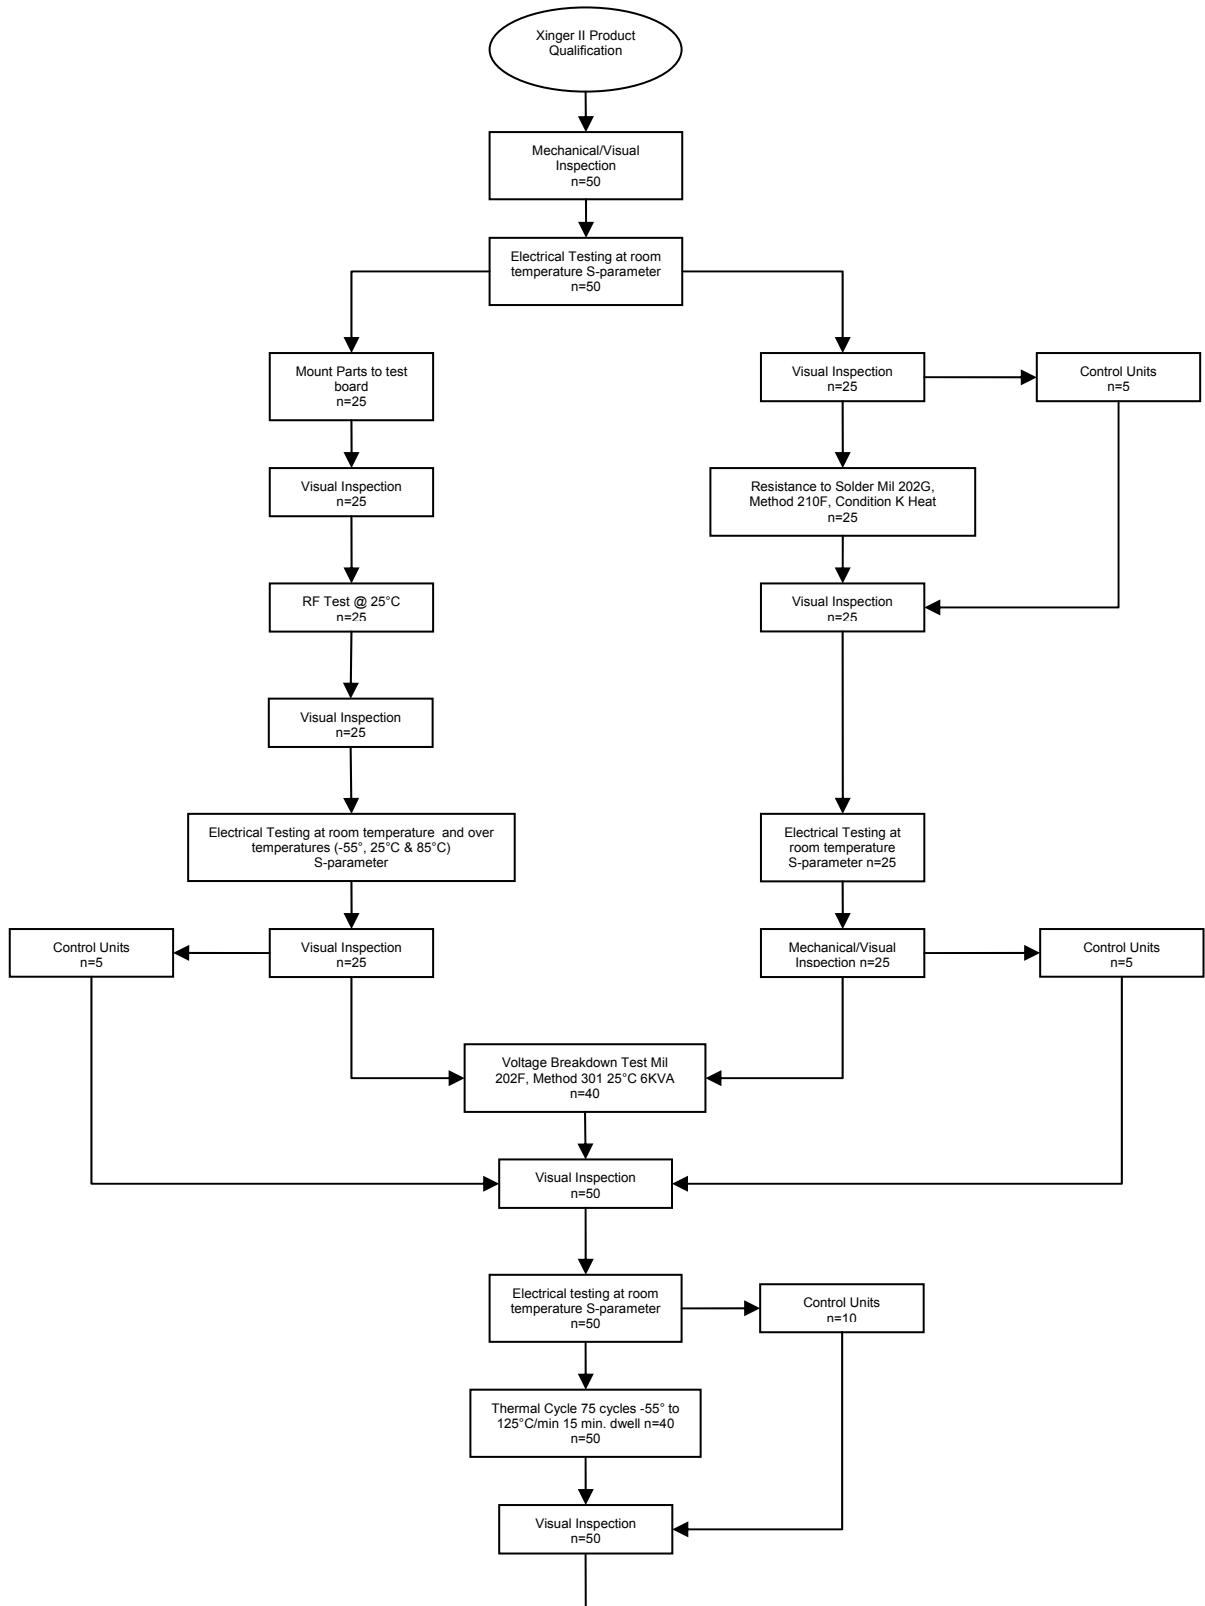 Xinger II Product
Qualification
Mechanical/Visual
Inspection
n=50
Electrical Testing at room
temperature S-parameter
n=50
Mount Parts to test
board
n=25
Visual Inspection
n=25
Control Units
n=5
Visual Inspection
n=25
Resistance to Solder Mil 202G,
Method 210F, Condition K Heat
n=25
RF Test @ 25°C
n=25
Visual Inspection
n=25
Visual Inspection
n=25
Electrical Testing at room temperature and over
temperatures (-55°, 25°C & 85°C)
S-parameter
Electrical Testing at
room temperature
S-parameter n=25
Control Units
n=5
Visual Inspection
n=25
Mechanical/Visual
Inspection n=25
Control Units
n=5
Voltage Breakdown Test Mil
202F, Method 301 25°C 6KVA
n=40
Visual Inspection
n=50
Electrical testing at room
temperature S-parameter
n=50
Control Units
n=10
Thermal Cycle 75 cycles -55° to
125°C/min 15 min. dwell n=40
n=50
Visual Inspection
n=50